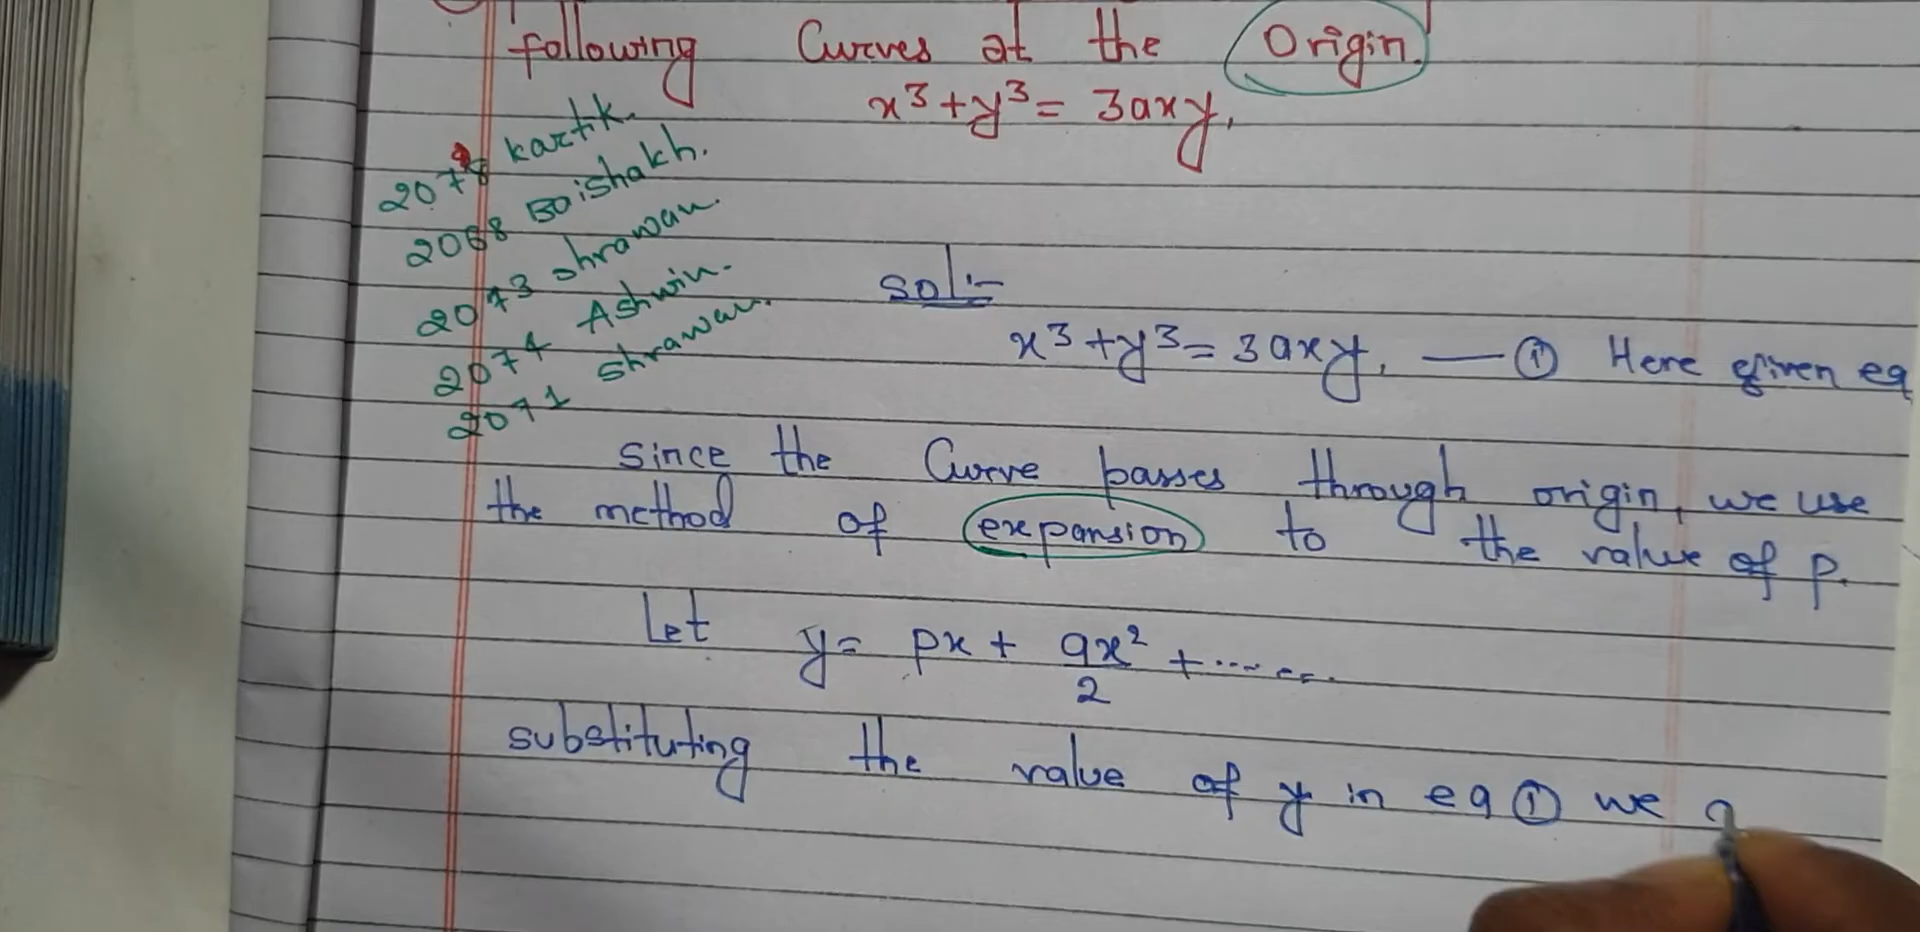 following Curves at the Origin.
x³+y³= 3axy,
kartik.
2068 Boishakh.
2073 shrawan.
2074 Ashwin.
2071 shrawan.
sol:-
x³+y³= 3axy, — ① Here given eq
since the Curve passes through origin, we use
the method of expansion to the value of p.
Let y= px + qx²/2 +......
substituting the value of y in eq ① we